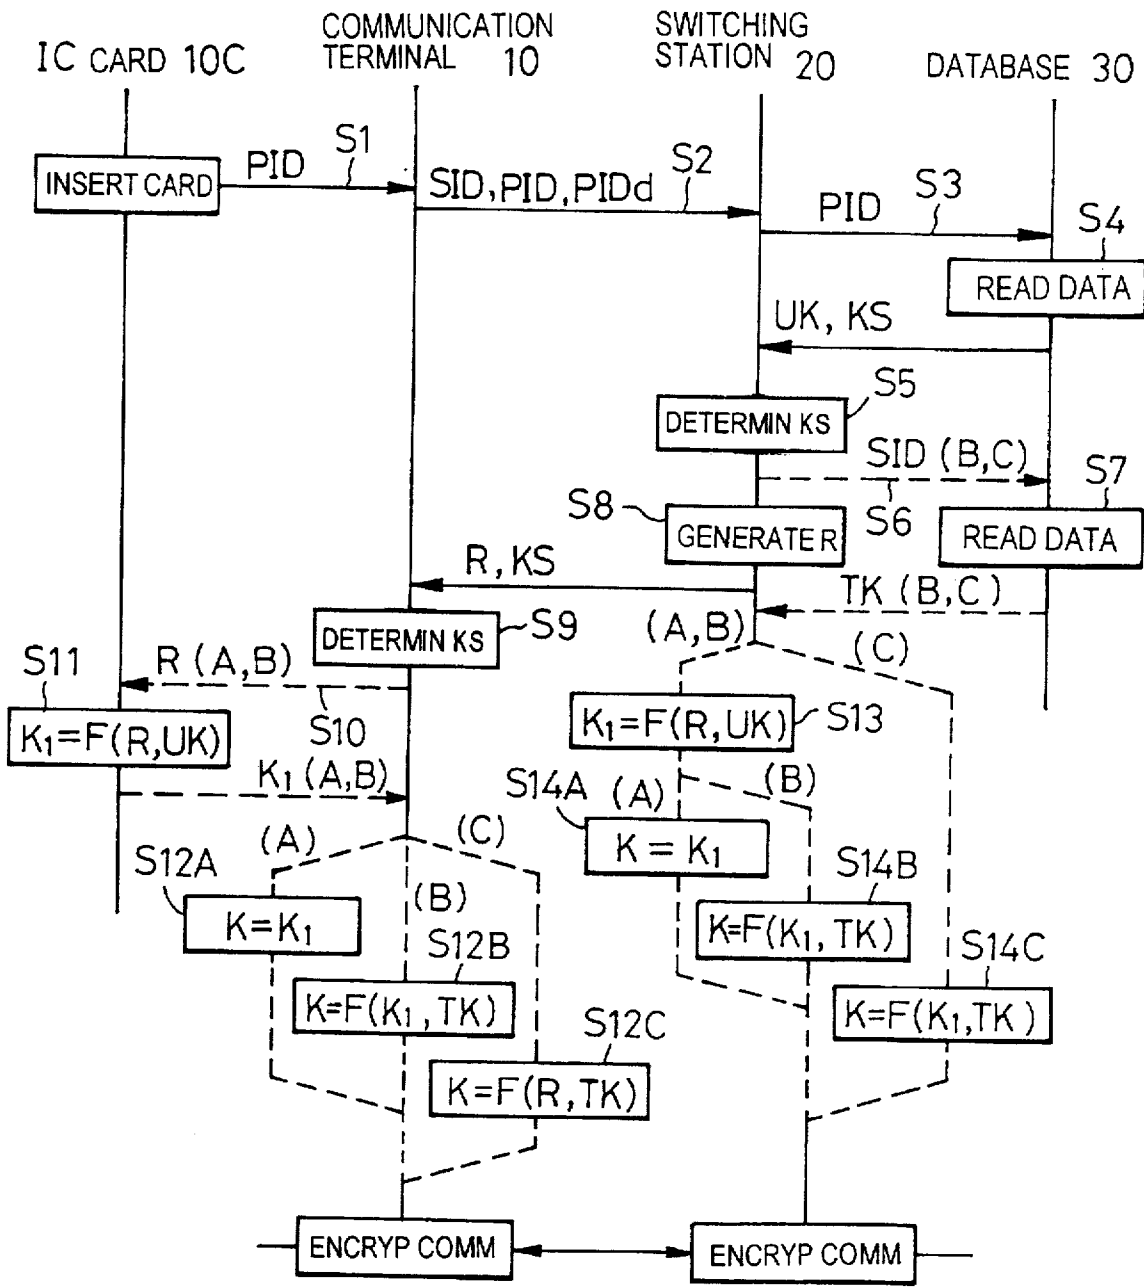 IC CARD 10C
COMMUNICATION
TERMINAL 10
SWITCHING
STATION 20
DATABASE 30
INSERT CARD
PID
S1
SID, PID, PIDd
S2
PID
S3
S4
READ DATA
UK, KS
S5
DETERMIN KS
SID (B,C)
S6
S7
S8
GENERATE R
READ DATA
R, KS
TK (B,C)
DETERMIN KS
S9
(A,B)
(C)
S11
R (A,B)
S10
K1=F(R,UK)
K1=F(R,UK)
S13
K1 (A,B)
S14A
(A)
(B)
K = K1
(A)
(C)
S12A
(B)
K=K1
S14B
K=F(K1, TK)
S12B
K=F(K1, TK)
S14C
K=F(K1,TK)
S12C
K=F(R,TK)
ENCRYP COMM
ENCRYP COMM